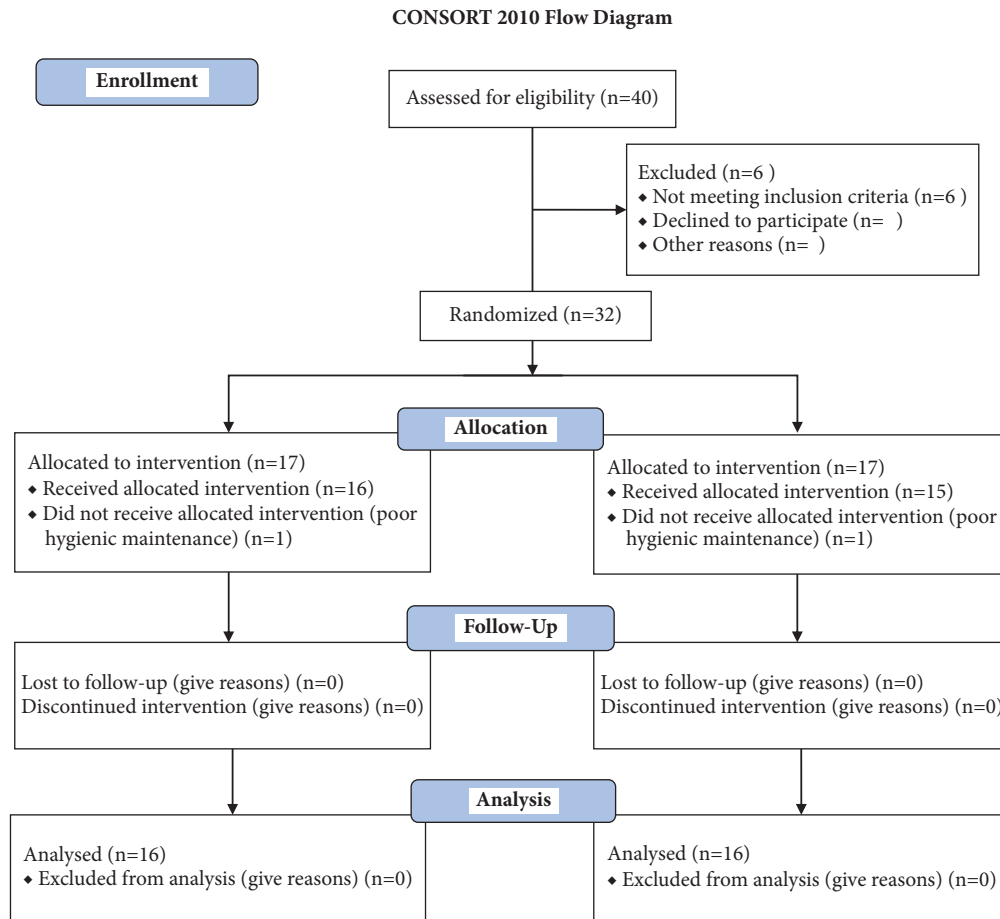 CONSORT 2010 Flow Diagram
Enrollment
Assessed for eligibility (n=40)
Excluded (n=6 )
◆ Not meeting inclusion criteria (n=6 )
◆ Declined to participate (n=  )
◆ Other reasons (n=  )
Randomized (n=32)
Allocation
Allocated to intervention (n=17)
◆ Received allocated intervention (n=16)
◆ Did not receive allocated intervention (poor
hygienic maintenance) (n=1)
Allocated to intervention (n=17)
◆ Received allocated intervention (n=15)
◆ Did not receive allocated intervention (poor
hygienic maintenance) (n=1)
Follow-Up
Lost to follow-up (give reasons) (n=0)
Discontinued intervention (give reasons) (n=0)
Lost to follow-up (give reasons) (n=0)
Discontinued intervention (give reasons) (n=0)
Analysis
Analysed (n=16)
◆ Excluded from analysis (give reasons) (n=0)
Analysed (n=16)
◆ Excluded from analysis (give reasons) (n=0)